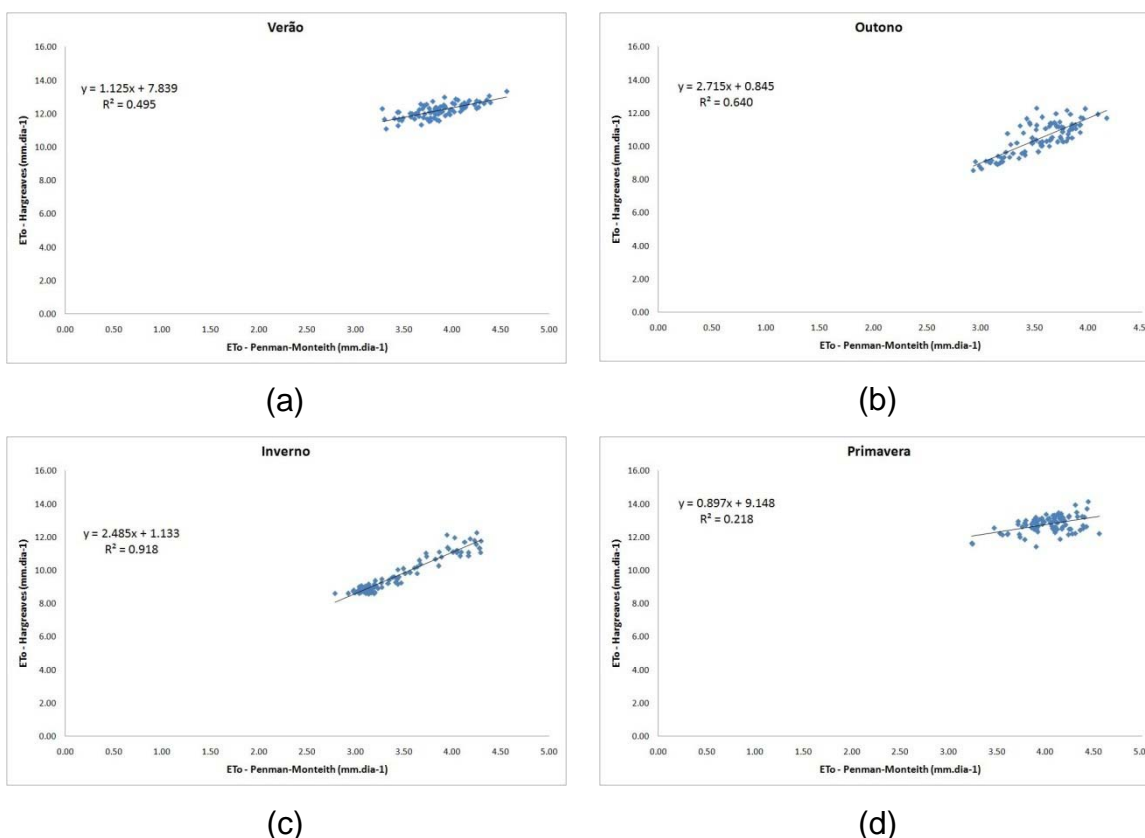 Verão
16.00
14.00
12.00
10.00
8.00
6.00
4.00
2.00
0.00
y = 1.125x + 7.839
R² = 0.495
ETo - Hargreaves (mm.dia-1)
0.00 0.50 1.00 1.50 2.00 2.50 3.00 3.50 4.00 4.50 5.00
ETo - Penman-Monteith (mm.dia-1)
(a)
Outono
16.00
14.00
12.00
10.00
8.00
6.00
4.00
2.00
0.00
y = 2.715x + 0.845
R² = 0.640
ETo - Hargreaves (mm.dia-1)
0.00 0.50 1.00 1.50 2.00 2.50 3.00 3.50 4.00 4.5
ETo - Penman-Monteith (mm.dia-1)
(b)
Inverno
16.00
14.00
12.00
10.00
8.00
6.00
4.00
2.00
0.00
y = 2.485x + 1.133
R² = 0.918
ETo - Hargreaves (mm.dia-1)
0.00 0.50 1.00 1.50 2.00 2.50 3.00 3.50 4.00 4.50 5.00
ETo - Penman-Monteith (mm.dia-1)
(c)
Primavera
16.00
14.00
12.00
10.00
8.00
6.00
4.00
2.00
0.00
y = 0.897x + 9.148
R² = 0.218
ETo - Hargreaves (mm.dia-1)
0.00 0.50 1.00 1.50 2.00 2.50 3.00 3.50 4.00 4.50 5.0
ETo - Penman-Monteith (mm.dia-1)
(d)